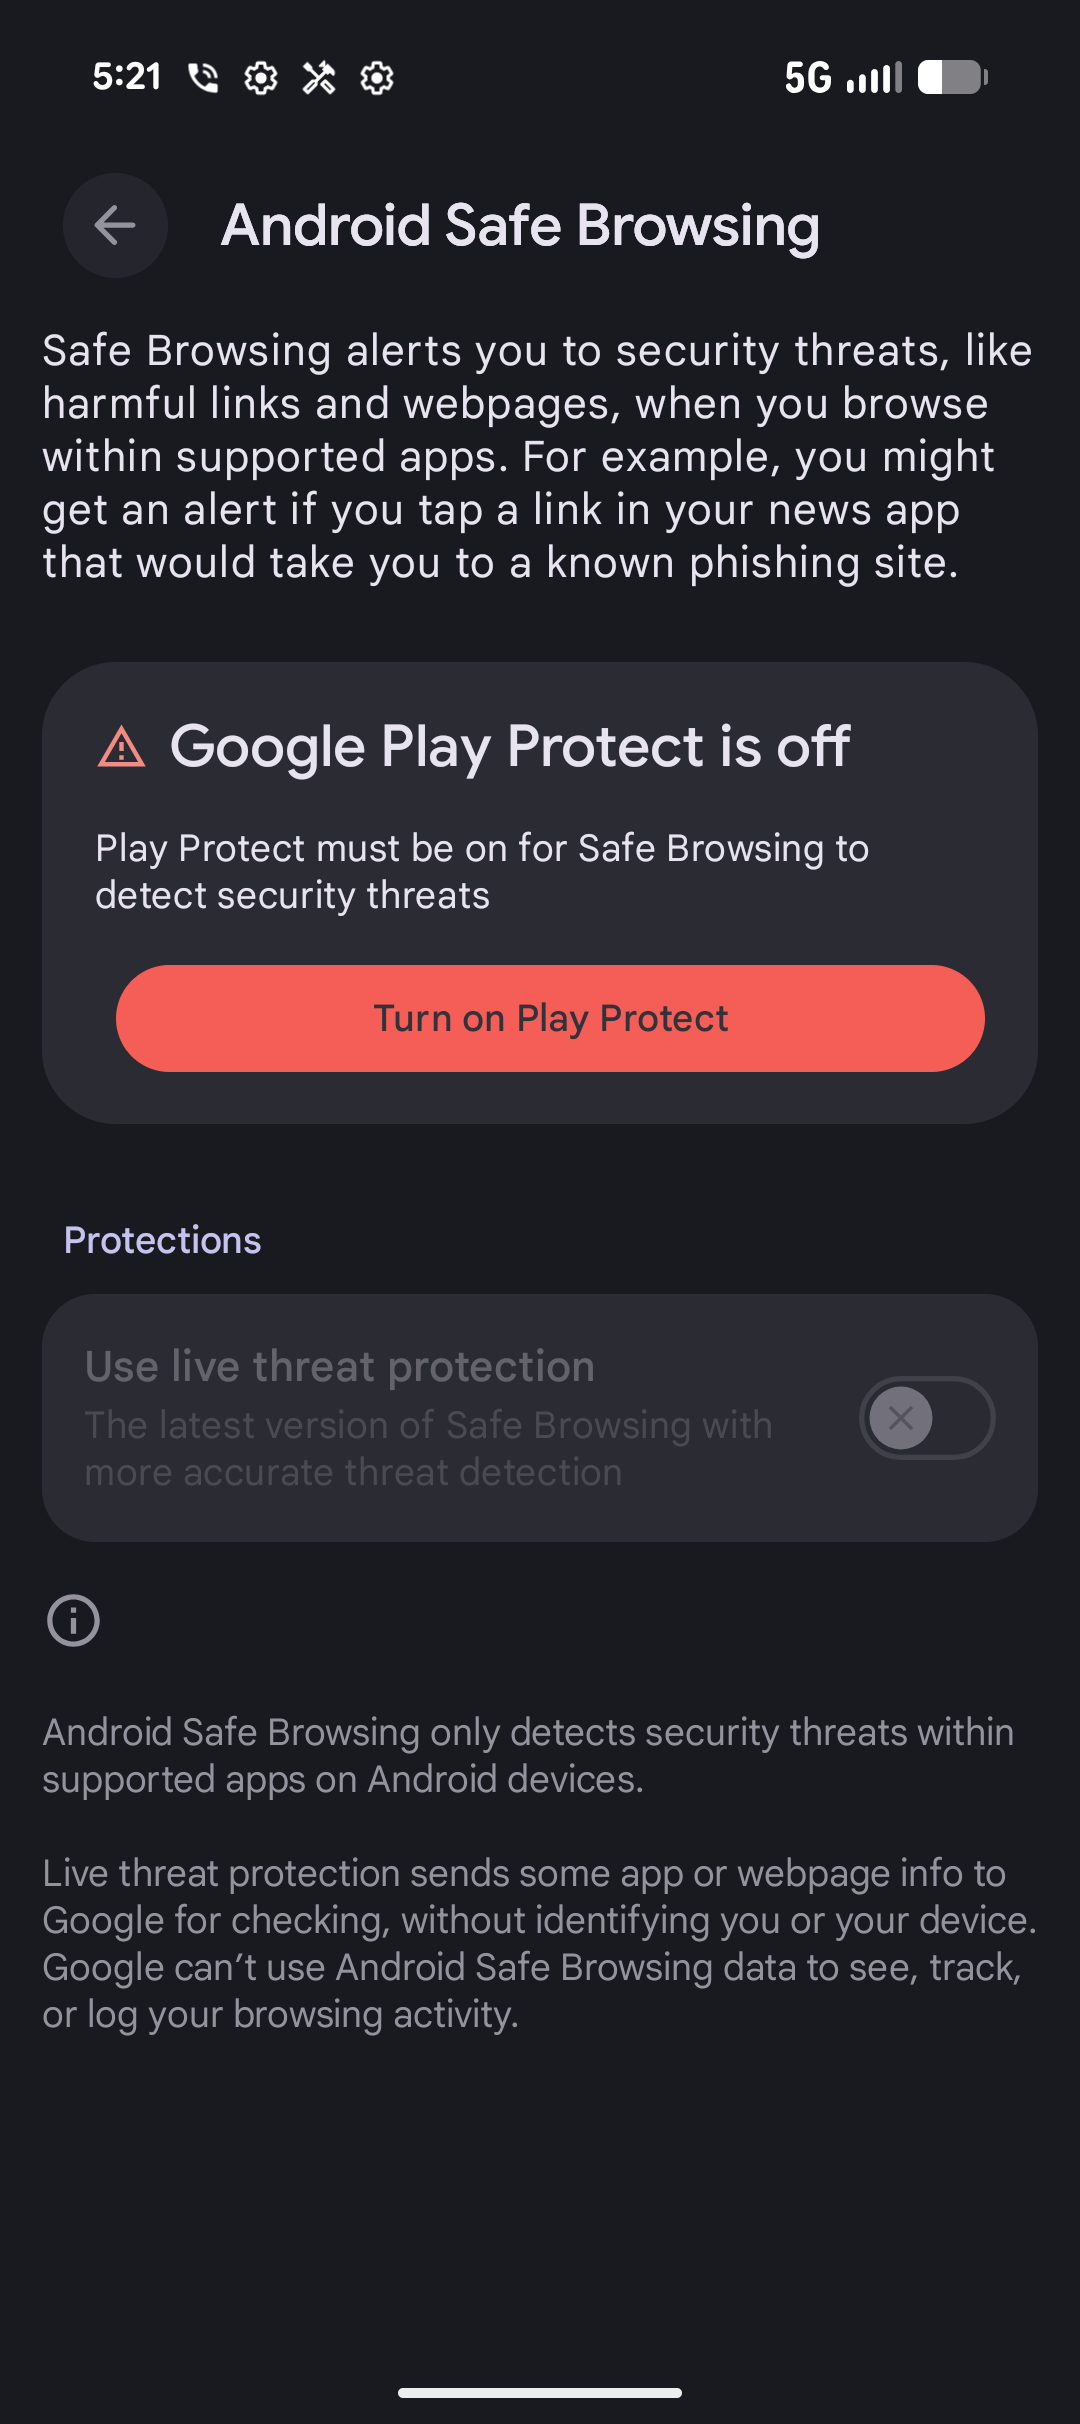 5:21
5G
Android Safe Browsing
Safe Browsing alerts you to security threats, like
harmful links and webpages, when you browse
within supported apps. For example, you might
get an alert if you tap a link in your news app
that would take you to a known phishing site.
Google Play Protect is off
Play Protect must be on for Safe Browsing to
detect security threats
Turn on Play Protect
Protections
Use live threat protection
The latest version of Safe Browsing with
more accurate threat detection
Android Safe Browsing only detects security threats within
supported apps on Android devices.
Live threat protection sends some app or webpage info to
Google for checking, without identifying you or your device.
Google can’t use Android Safe Browsing data to see, track,
or log your browsing activity.